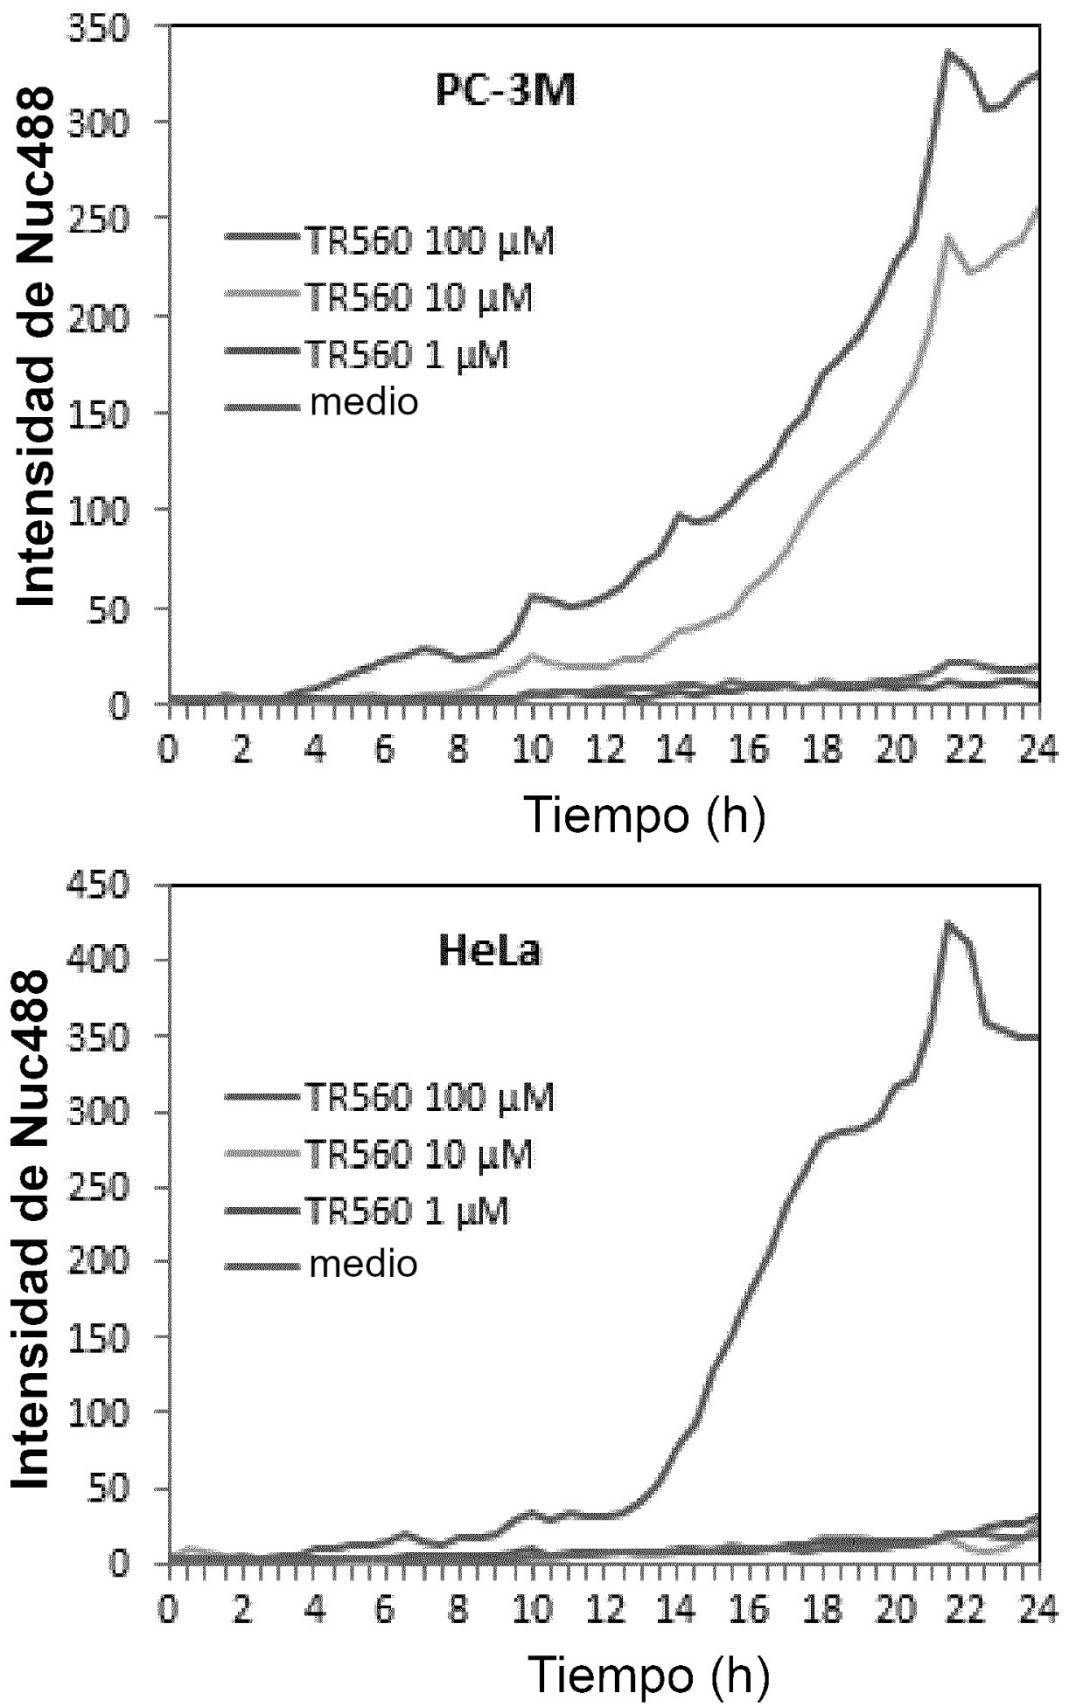 350
300
250
200
150
100
50
0
Intensidad de Nuc488
PC-3M
TR560 100 µM
TR560 10 µM
TR560 1 µM
medio
0 2 4 6 8 10 12 14 16 18 20 22 24
Tiempo (h)
450
400
350
300
250
200
150
100
50
0
Intensidad de Nuc488
HeLa
TR560 100 µM
TR560 10 µM
TR560 1 µM
medio
0 2 4 6 8 10 12 14 16 18 20 22 24
Tiempo (h)